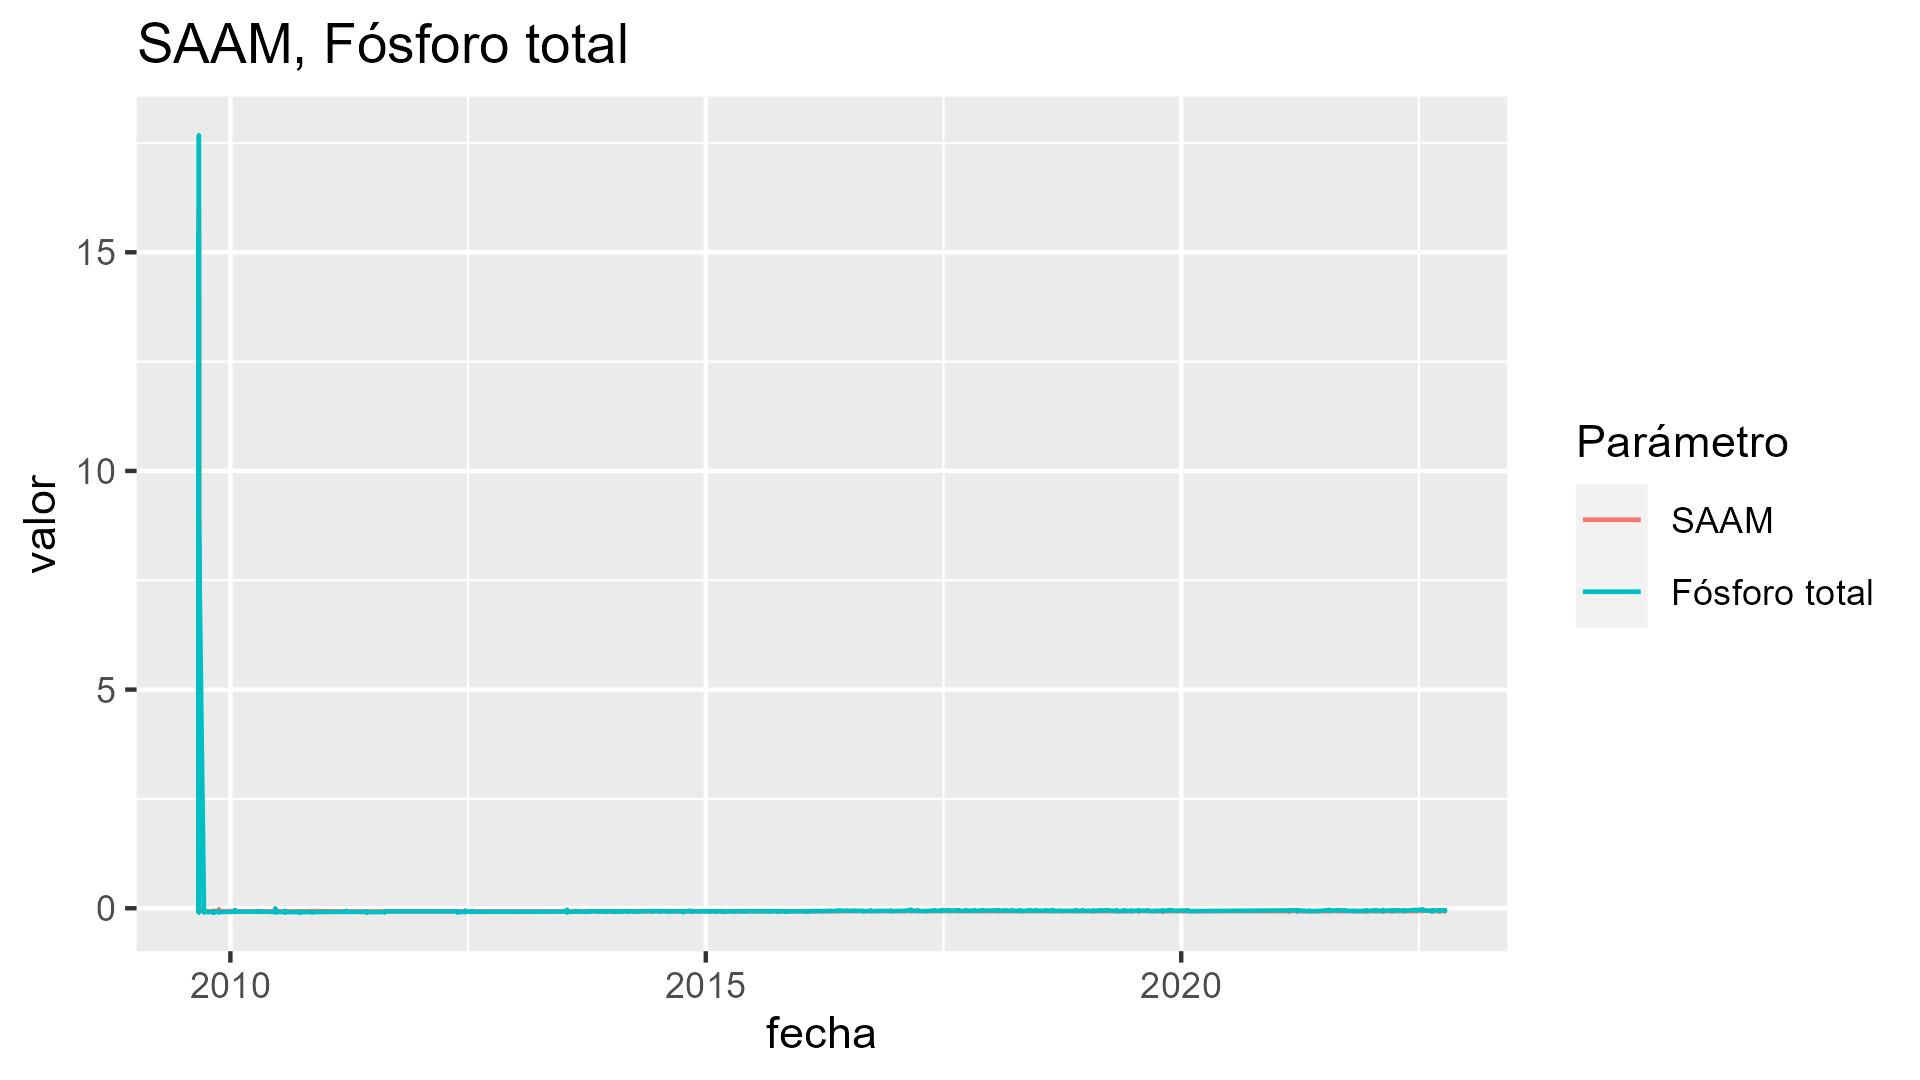 SAAM, Fósforo total
valor
15
10
5
0
2010
2015
2020
fecha
Parámetro
SAAM
Fósforo total